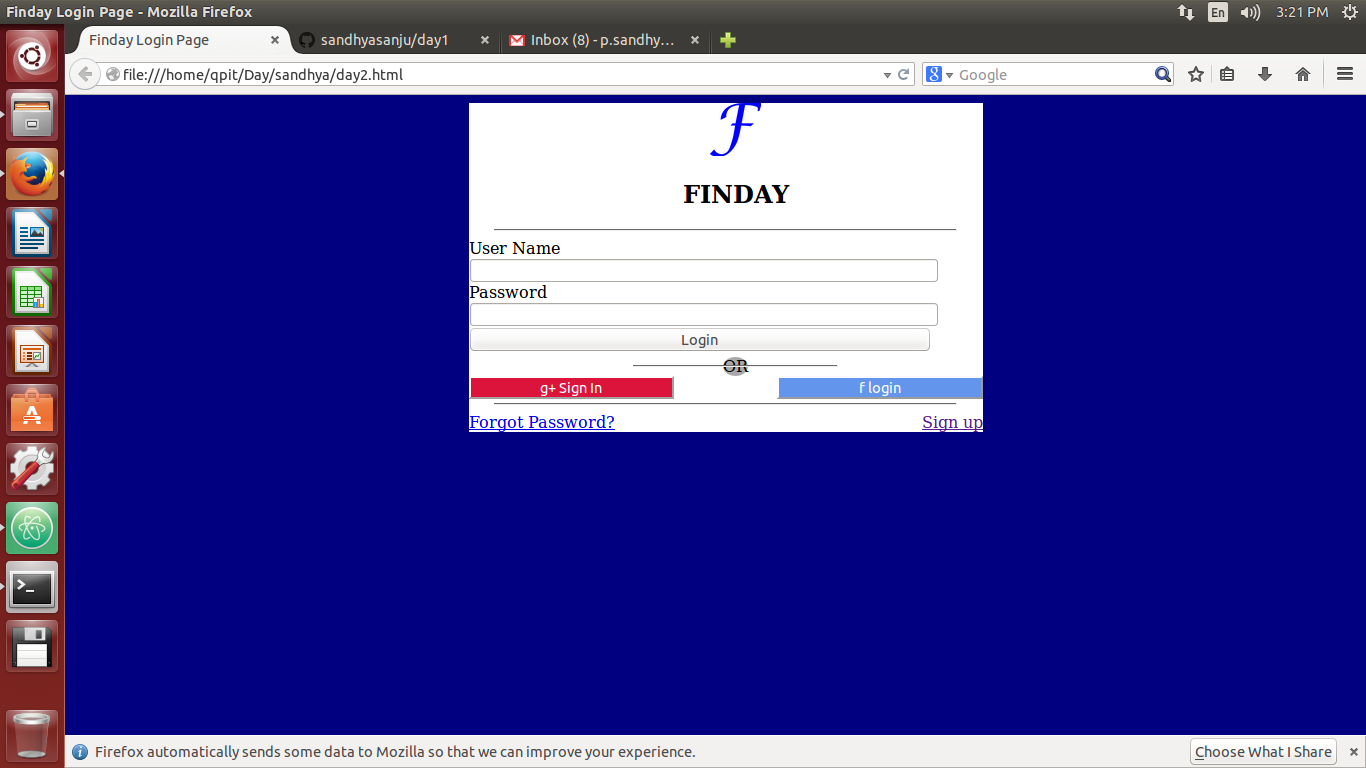 Finday Login Page - Mozilla Firefox
En
3:21 PM
Finday Login Page
sandhyasanju/day1
Inbox (8) - p.sandhy...
file:///home/qpit/Day/sandhya/day2.html
Google
F
FINDAY
User Name
Password
Login
OR
g+ Sign In
f login
Forgot Password?
Sign up
Firefox automatically sends some data to Mozilla so that we can improve your experience.
Choose What I Share